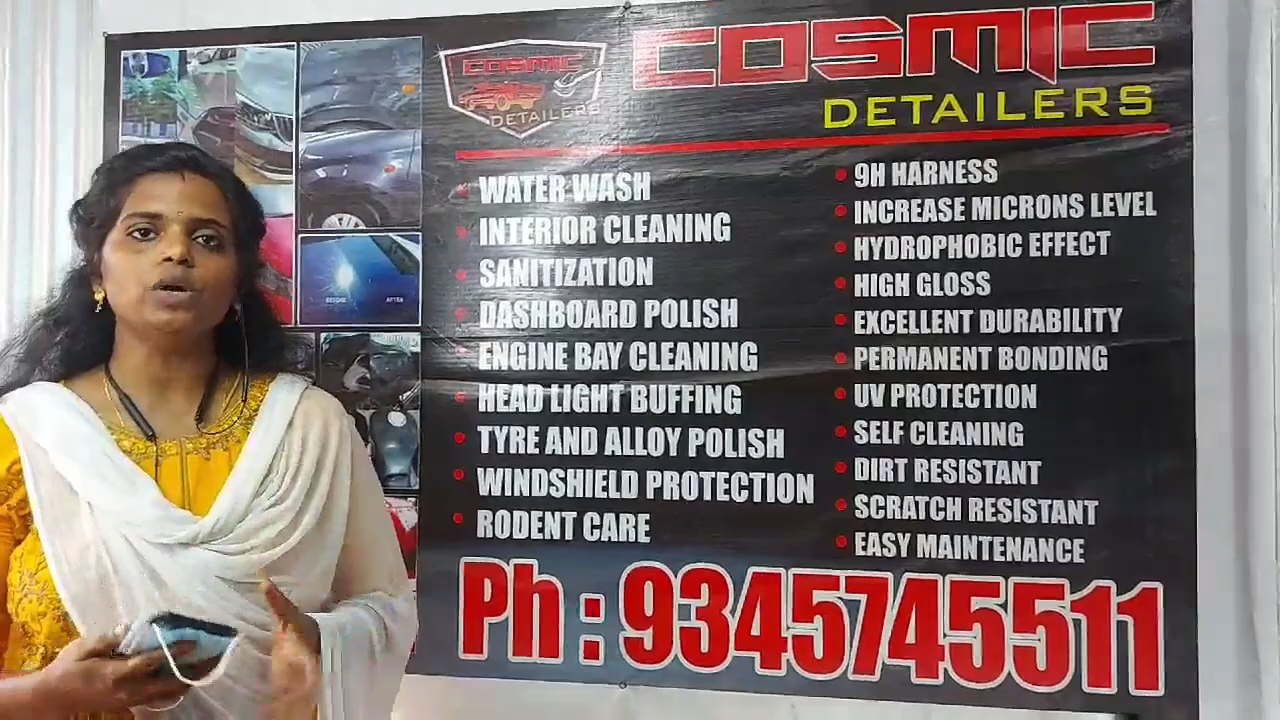 COSMIC
DETAILERS
COSMIC
DETAILERS
WATER WASH
INTERIOR CLEANING
SANITIZATION
DASHBOARD POLISH
ENGINE BAY CLEANING
HEAD LIGHT BUFFING
TYRE AND ALLOY POLISH
WINDSHIELD PROTECTION
RODENT CARE
9H HARNESS
INCREASE MICRONS LEVEL
HYDROPHOBIC EFFECT
HIGH GLOSS
EXCELLENT DURABILITY
PERMANENT BONDING
UV PROTECTION
SELF CLEANING
DIRT RESISTANT
SCRATCH RESISTANT
EASY MAINTENANCE
BEFORE AFTER
Ph : 9345745511